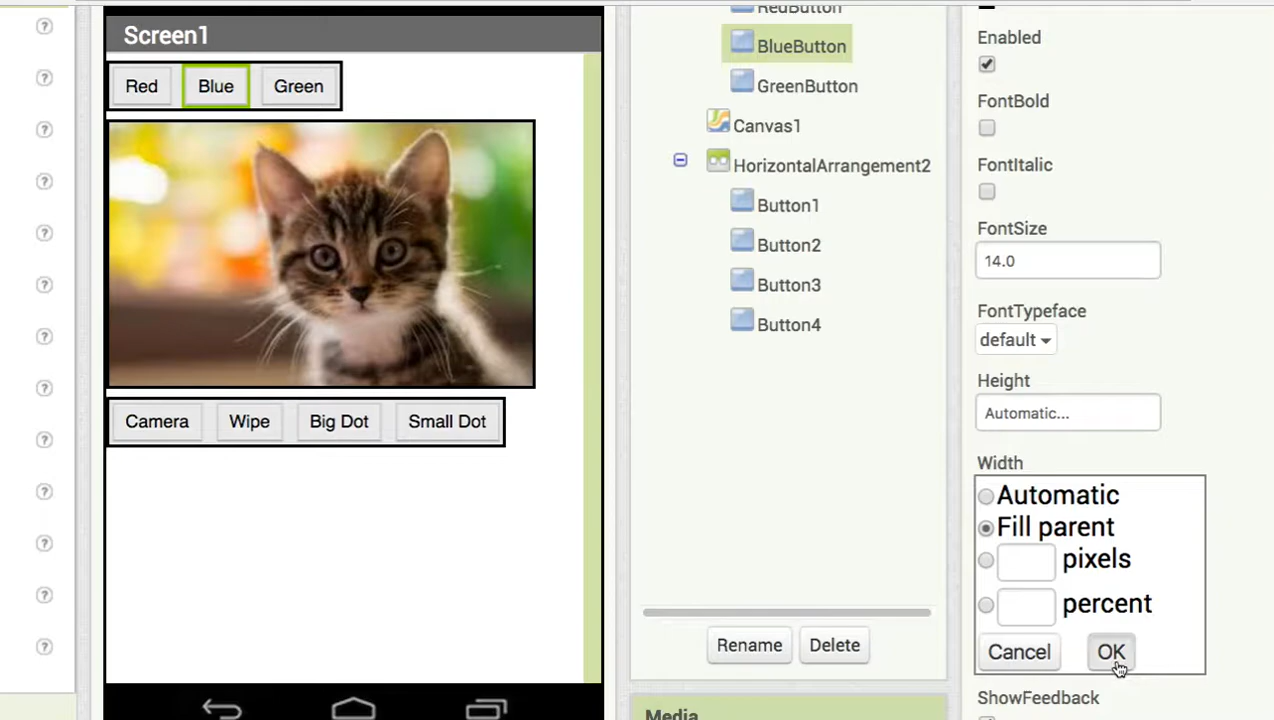 Screen1
Red Blue Green
Camera Wipe Big Dot Small Dot
RedButton
BlueButton
GreenButton
Canvas1
HorizontalArrangement2
Button1
Button2
Button3
Button4
Rename Delete
Media
Enabled
FontBold
FontItalic
FontSize
14.0
FontTypeface
default
Height
Automatic...
Width
Automatic
Fill parent
pixels
percent
Cancel OK
ShowFeedback